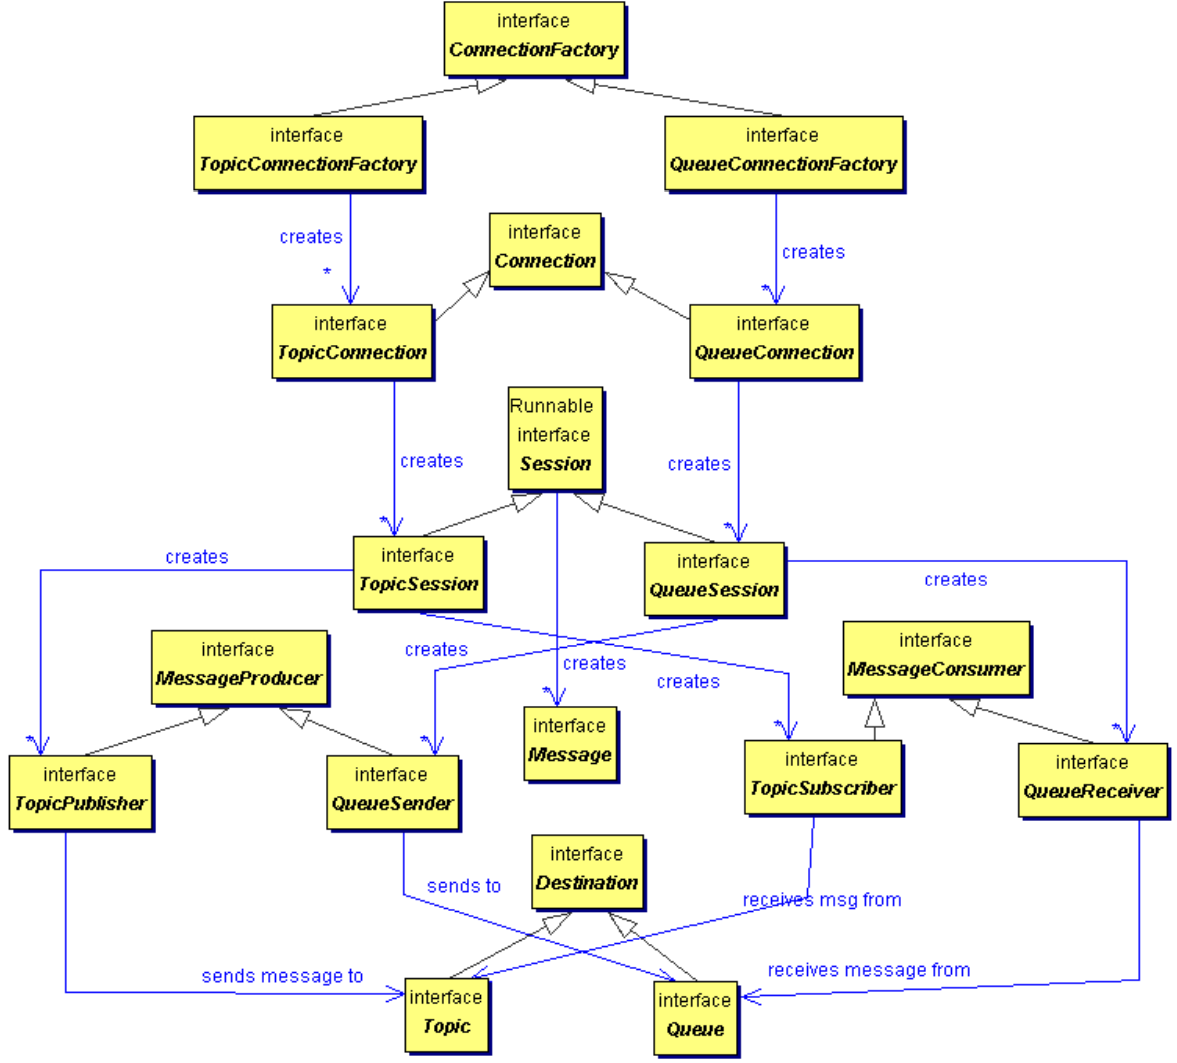 interface
ConnectionFactory
interface
TopicConnectionFactory
interface
QueueConnectionFactory
creates
*
interface
Connection
creates
*
interface
TopicConnection
interface
QueueConnection
Runnable
interface
Session
creates
*
creates
*
interface
TopicSession
interface
QueueSession
creates
*
creates
*
interface
MessageProducer
creates
*
creates
*
creates
*
interface
MessageConsumer
interface
TopicPublisher
interface
QueueSender
interface
Message
interface
TopicSubscriber
interface
QueueReceiver
interface
Destination
sends to
receives msg from
sends message to
receives message from
interface
Topic
interface
Queue